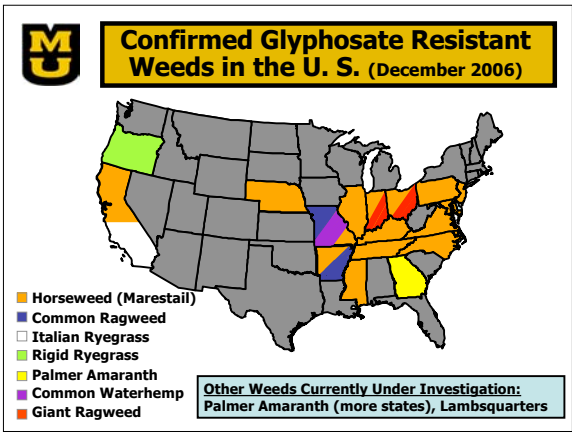 MU
Confirmed Glyphosate Resistant
Weeds in the U. S. (December 2006)
Horseweed (Marestail)
Common Ragweed
Italian Ryegrass
Rigid Ryegrass
Palmer Amaranth
Common Waterhemp
Giant Ragweed
Other Weeds Currently Under Investigation:
Palmer Amaranth (more states), Lambsquarters